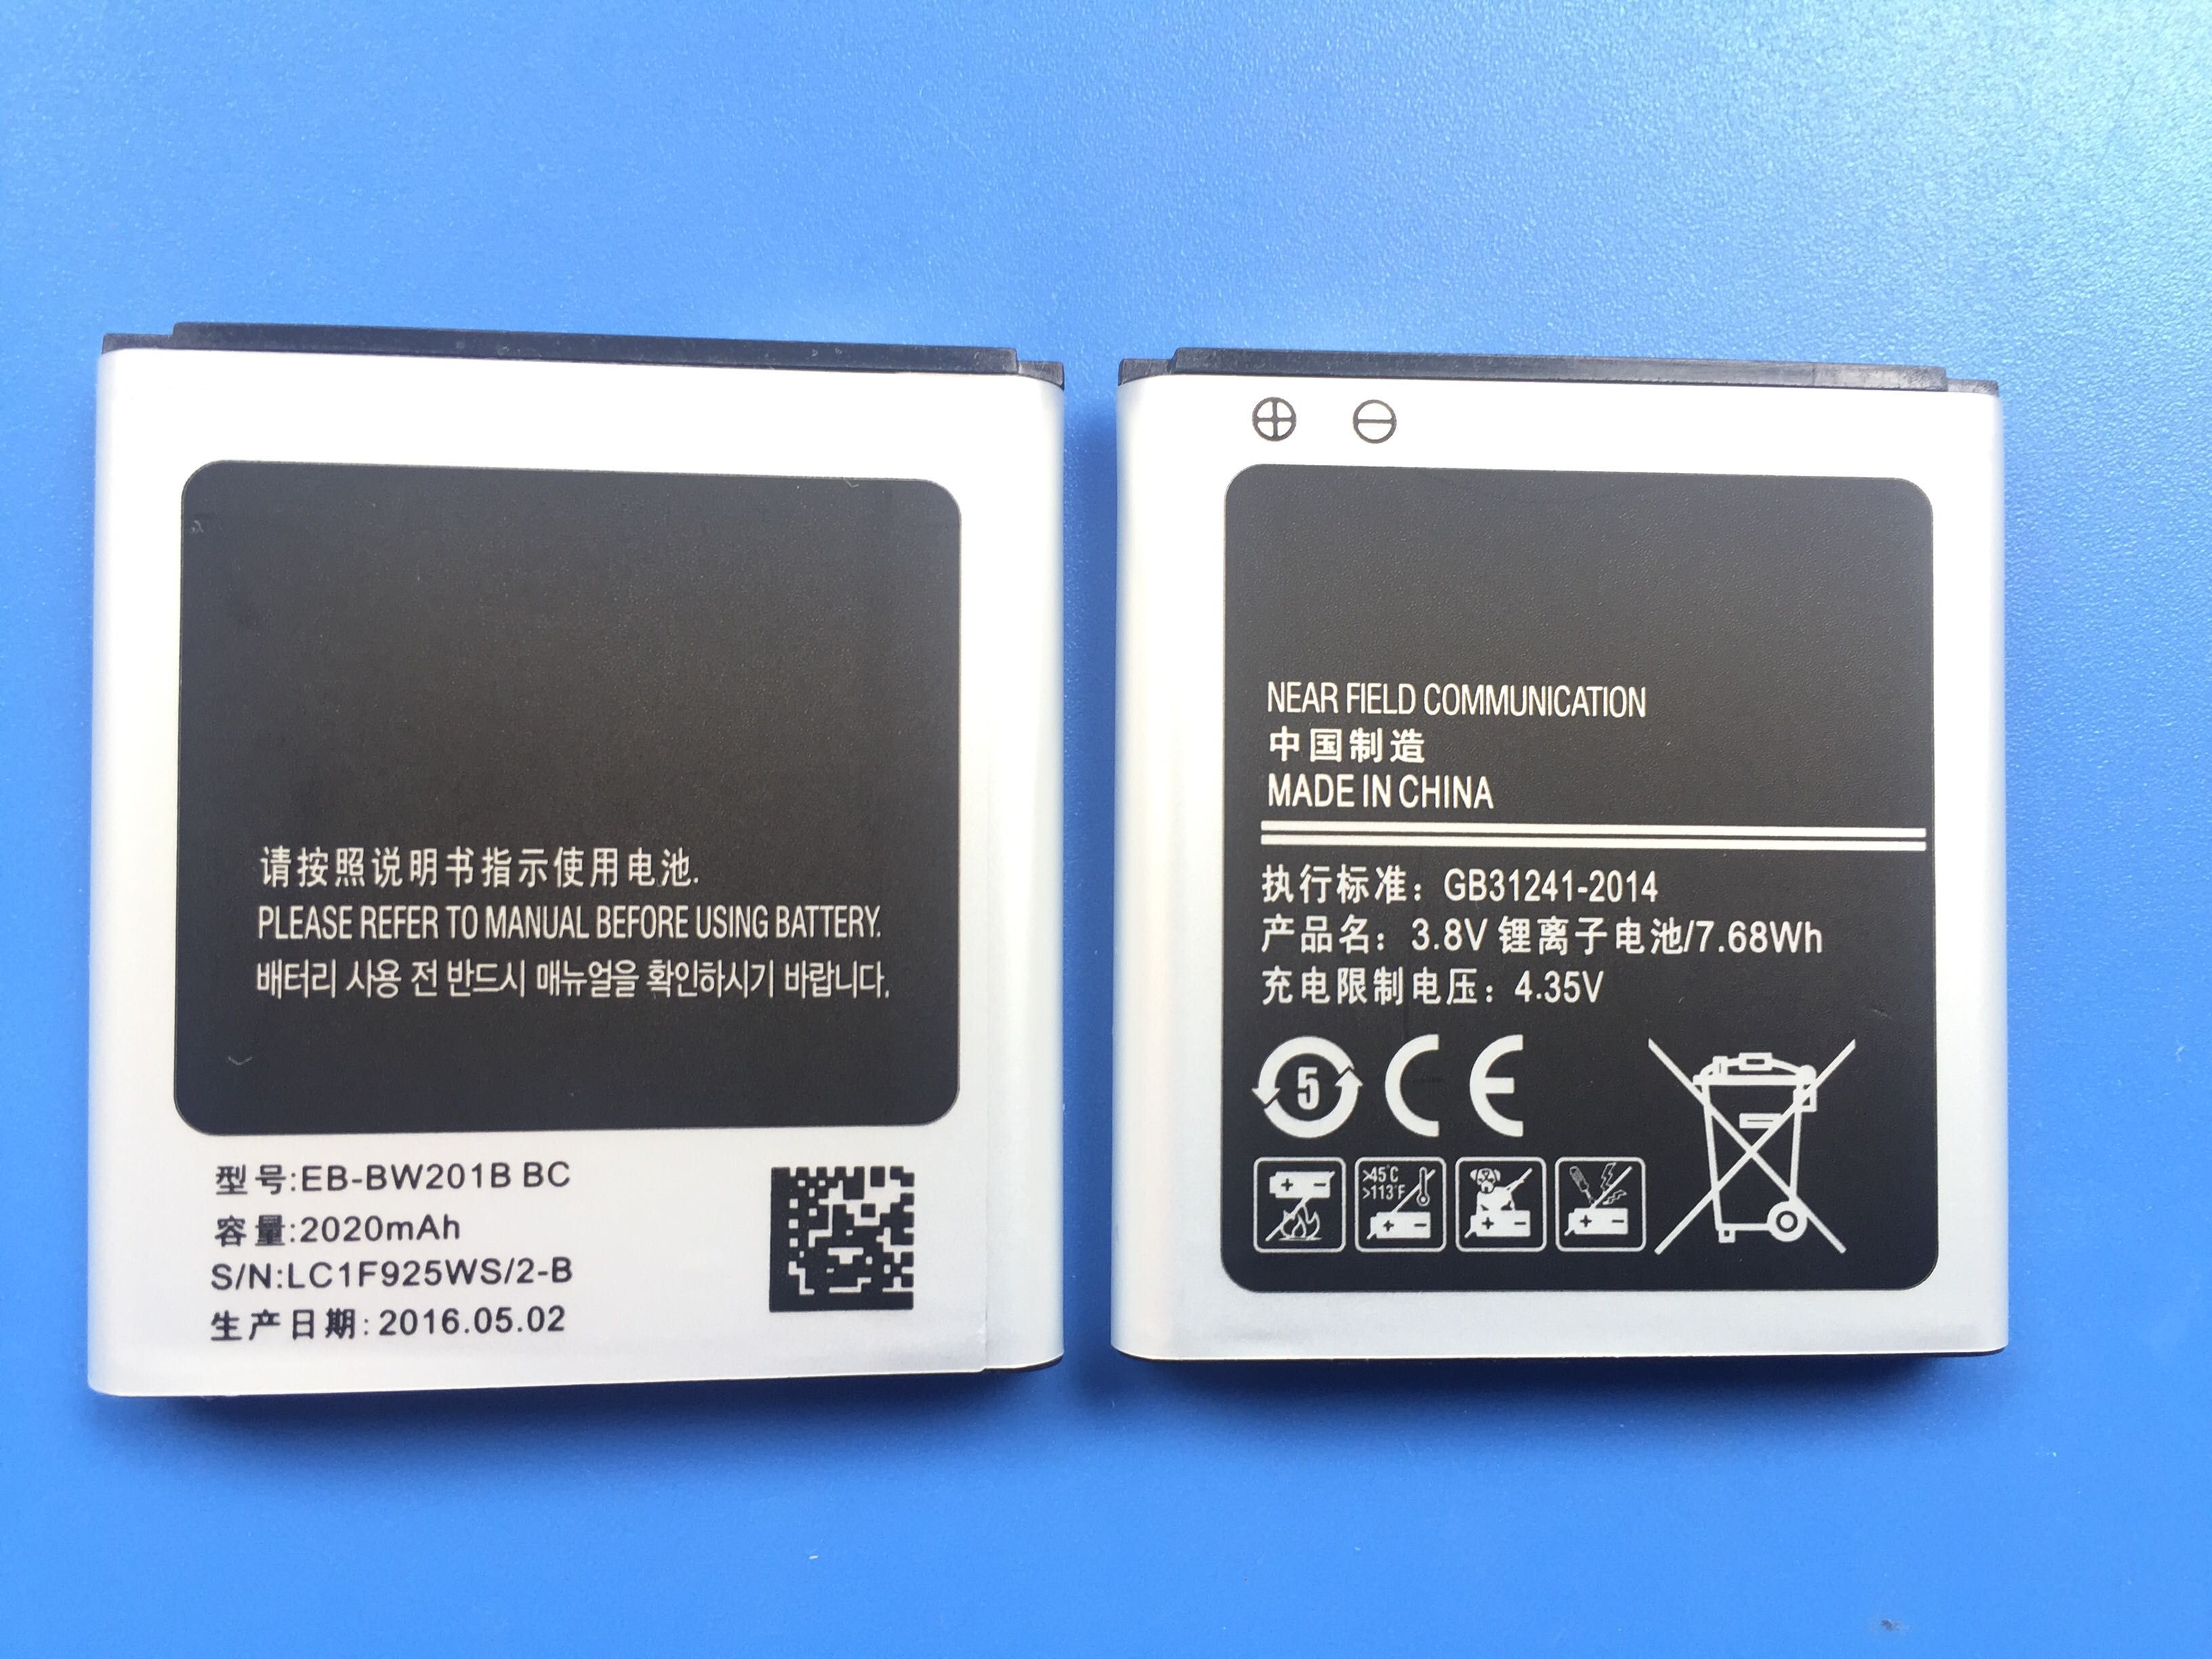 请按照说明书指示使用电池.
PLEASE REFER TO MANUAL BEFORE USING BATTERY.
배터리 사용 전 반드시 매뉴얼을 확인하시기 바랍니다.
型号:EB-BW201B BC
容量:2020mAh
S/N:LC1F925WS/2-B
生产日期:2016.05.02
NEAR FIELD COMMUNICATION
中国制造
MADE IN CHINA
执行标准：GB31241-2014
产品名：3.8V 锂离子电池/7.68Wh
充电限制电压：4.35V
5 CE
>45°C
>113°F